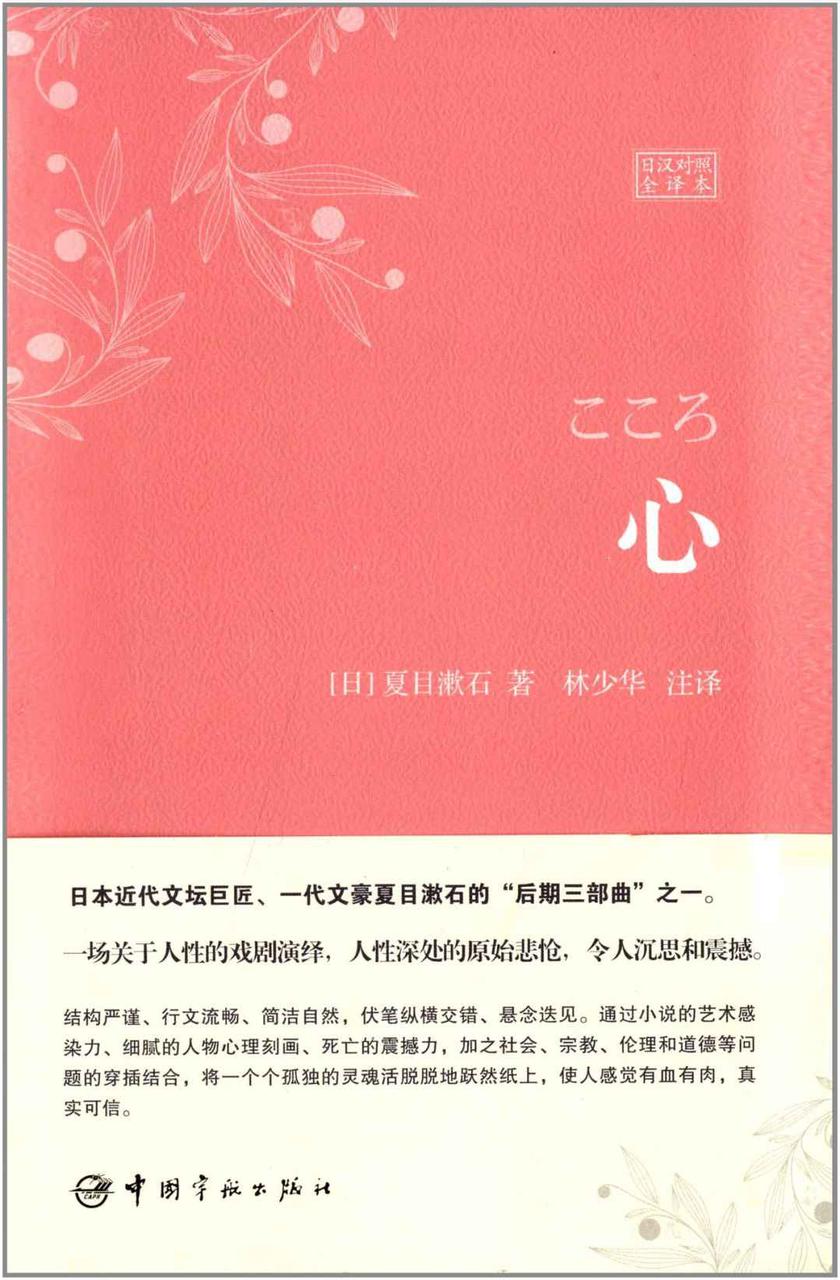 日汉对照
全译本
こころ
心
[日]夏目漱石 著 林少华 注译
日本近代文坛巨匠、一代文豪夏目漱石的“后期三部曲”之一。
一场关于人性的戏剧演绎，人性深处的原始悲怆，令人沉思和震撼。
结构严谨、行文流畅、简洁自然，伏笔纵横交错、悬念迭见。通过小说的艺术感
染力、细腻的人物心理刻画、死亡的震撼力，加之社会、宗教、伦理和道德等问
题的穿插结合，将一个个孤独的灵魂活脱脱地跃然纸上，使人感觉有血有肉，真
实可信。
CAPH
中国宇航出版社